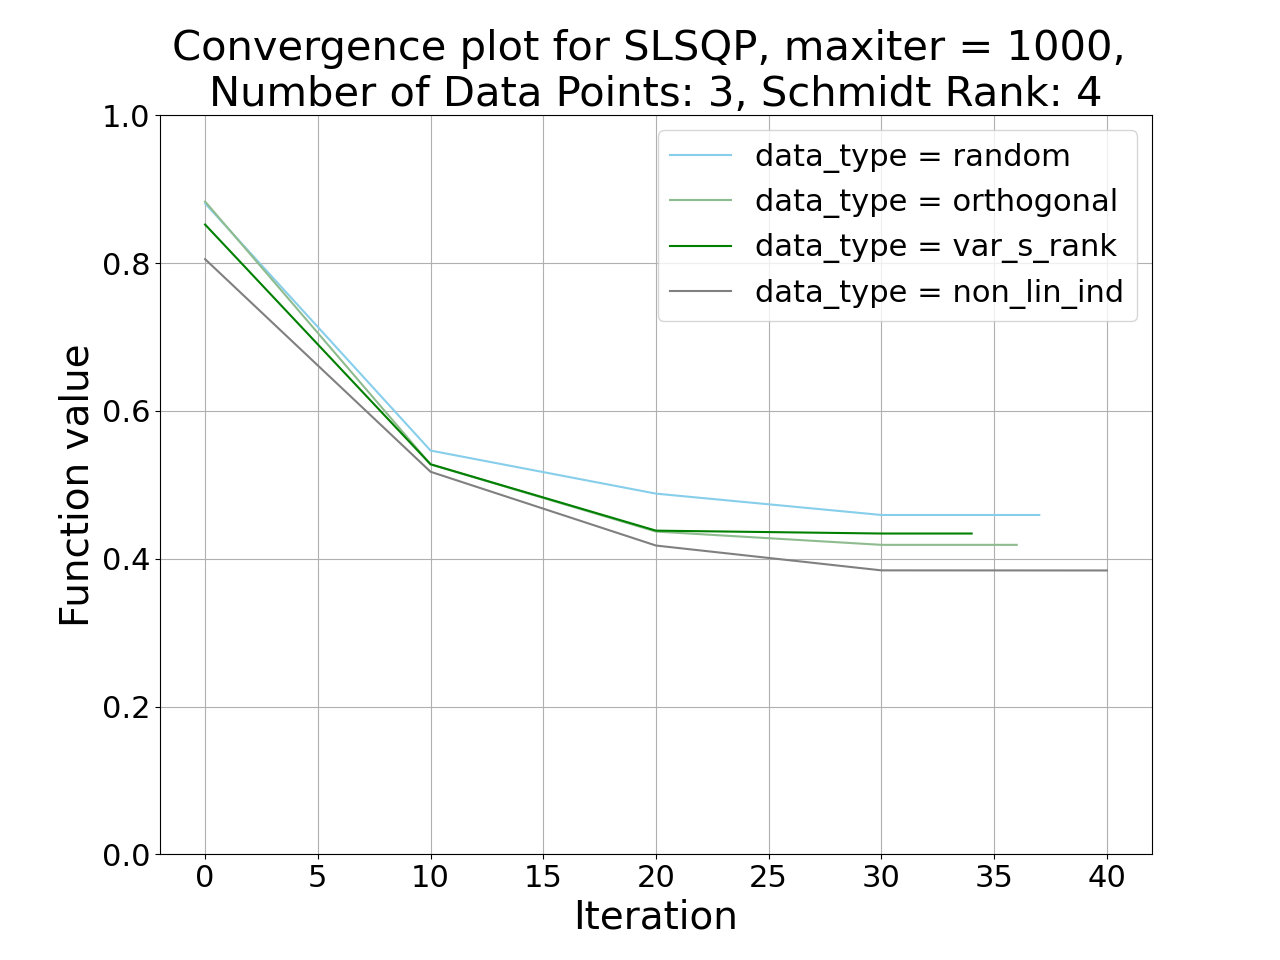 Convergence plot for SLSQP, maxiter = 1000,
Number of Data Points: 3, Schmidt Rank: 4
1.0
0.8
0.6
0.4
0.2
0.0
Function value
data_type = random
data_type = orthogonal
data_type = var_s_rank
data_type = non_lin_ind
0 5 10 15 20 25 30 35 40
Iteration